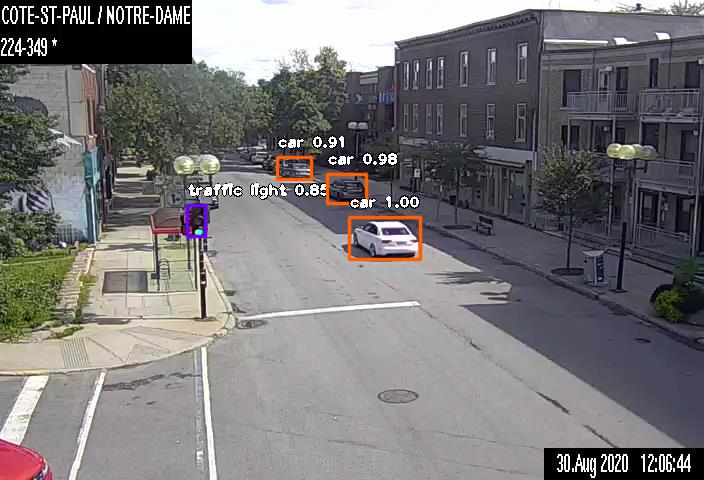 COTE-ST-PAUL / NOTRE-DAME
224-349 *
car 0.91
car 0.98
traffic light 0.85
car 1.00
30.Aug 2020 12:06:44